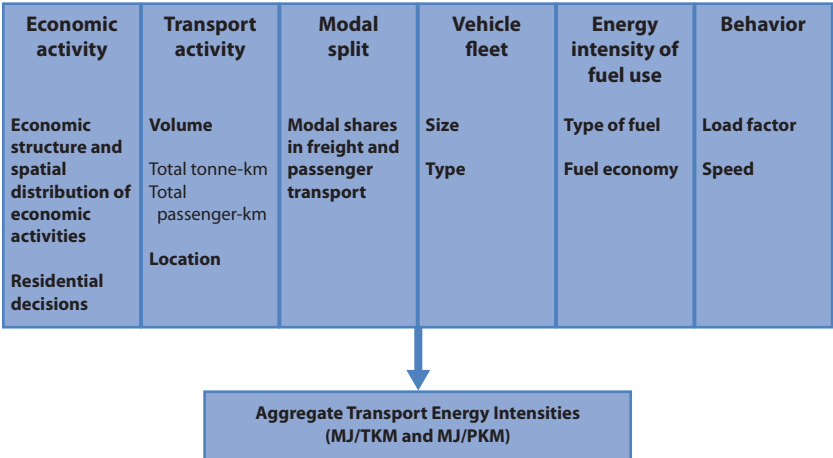 Economic
activity
Economic
structure and
spatial
distribution of
economic
activities
Residential
decisions
Transport
activity
Volume
Total tonne-km
Total
passenger-km
Location
Modal
split
Modal shares
in freight and
passenger
transport
Vehicle
fleet
Size
Type
Energy
intensity of
fuel use
Type of fuel
Fuel economy
Behavior
Load factor
Speed
Aggregate Transport Energy Intensities
(MJ/TKM and MJ/PKM)